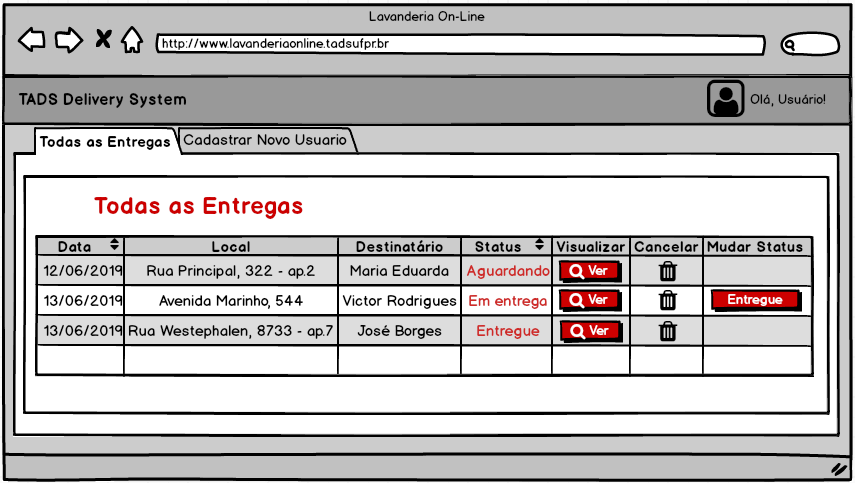 Lavanderia On-Line
http://www.lavanderiaonline.tadsufpr.br
TADS Delivery System
Olá, Usuário!
Todas as Entregas Cadastrar Novo Usuario
Todas as Entregas
Data Local Destinatário Status Visualizar Cancelar Mudar Status
12/06/2019 Rua Principal, 322 - ap.2 Maria Eduarda Aguardando Ver
13/06/2019 Avenida Marinho, 544 Victor Rodrigues Em entrega Ver Entregue
13/06/2019 Rua Westephalen, 8733 - ap.7 José Borges Entregue Ver